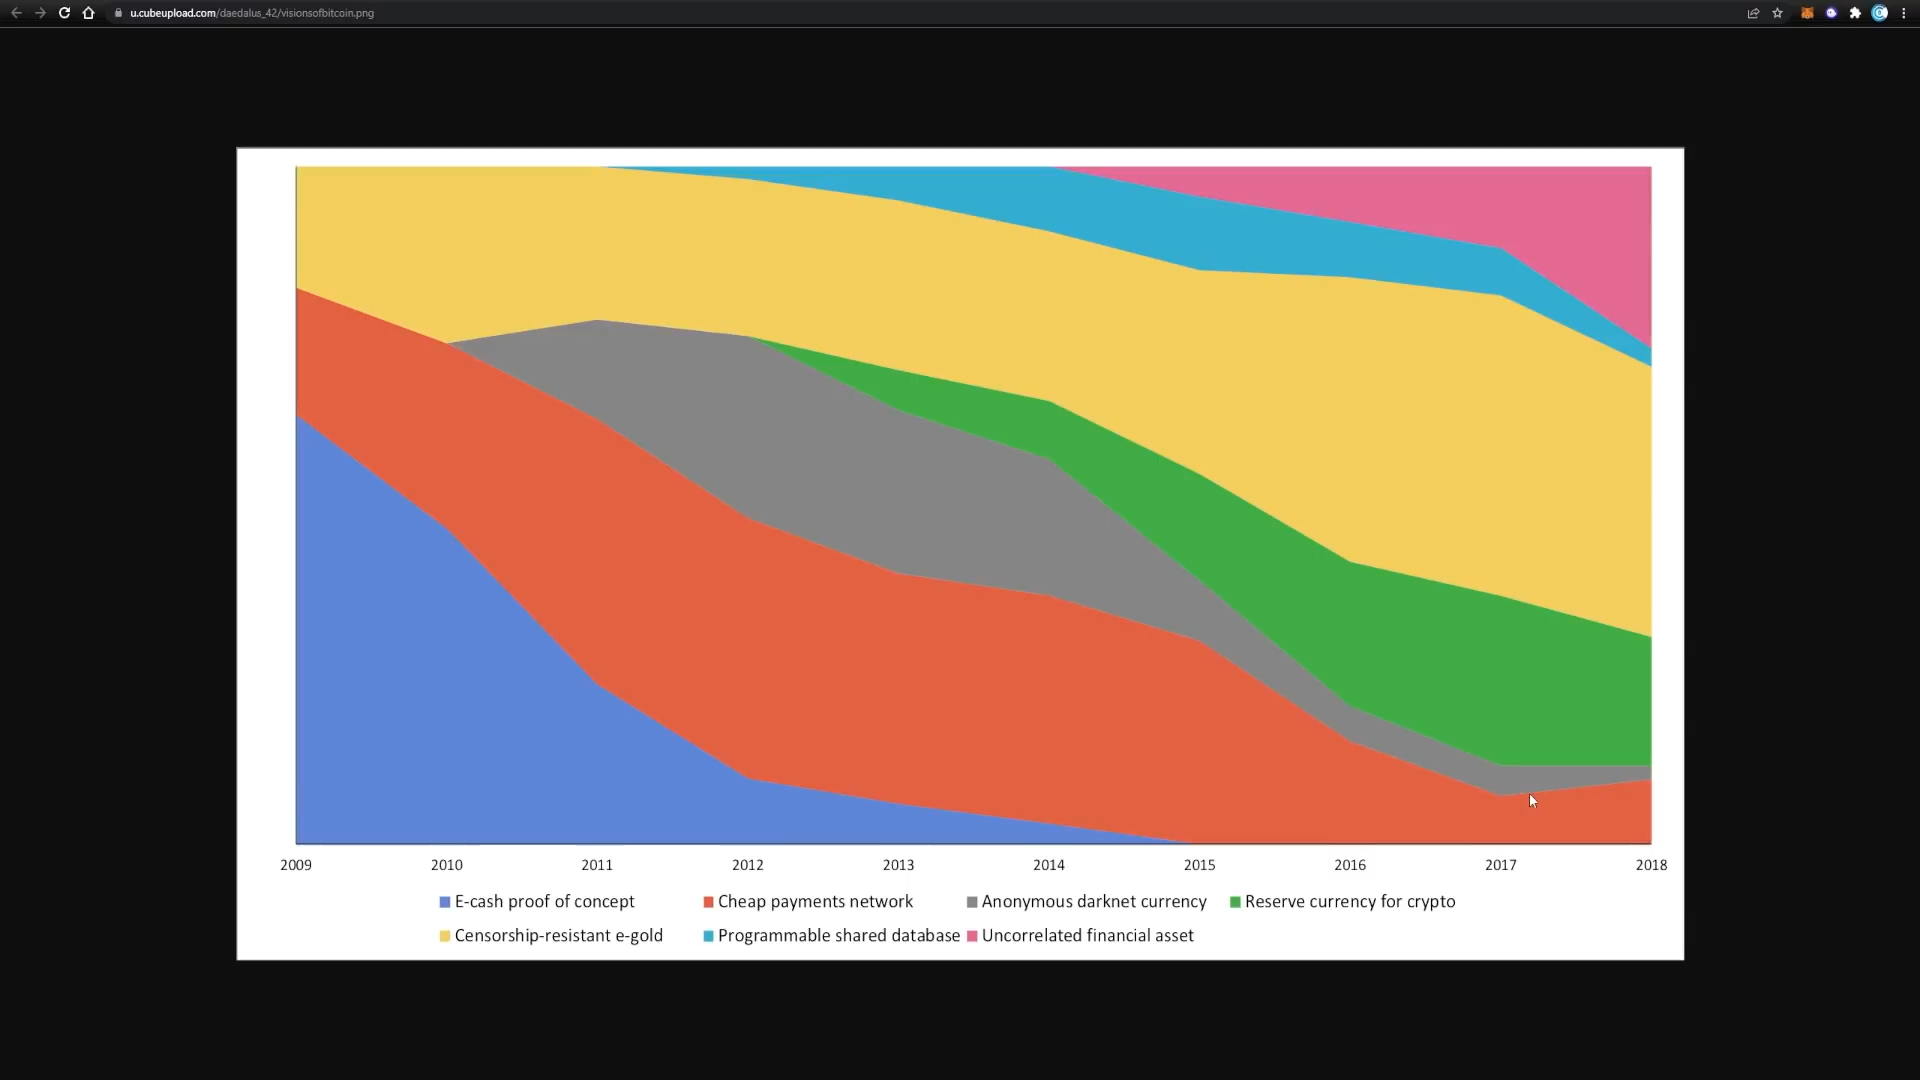 u.cubeupload.com/daedalus_42/visionsofbitcoin.png
2009 2010 2011 2012 2013 2014 2015 2016 2017 2018
E-cash proof of concept Cheap payments network Anonymous darknet currency Reserve currency for crypto
Censorship-resistant e-gold Programmable shared database Uncorrelated financial asset